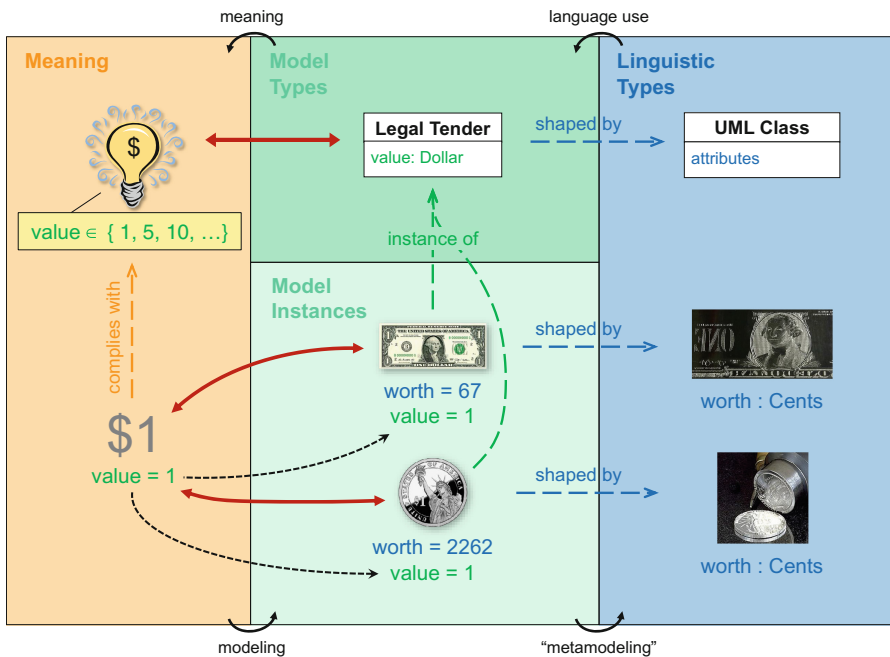 meaning
language use
Meaning
Model
Types
Linguistic
Types
$
Legal Tender
value: Dollar
shaped by
UML Class
attributes
value ∈ { 1, 5, 10, …}
instance of
complies with
Model
Instances
shaped by
worth = 67
value = 1
worth : Cents
$1
value = 1
shaped by
worth = 2262
value = 1
worth : Cents
modeling
“metamodeling”